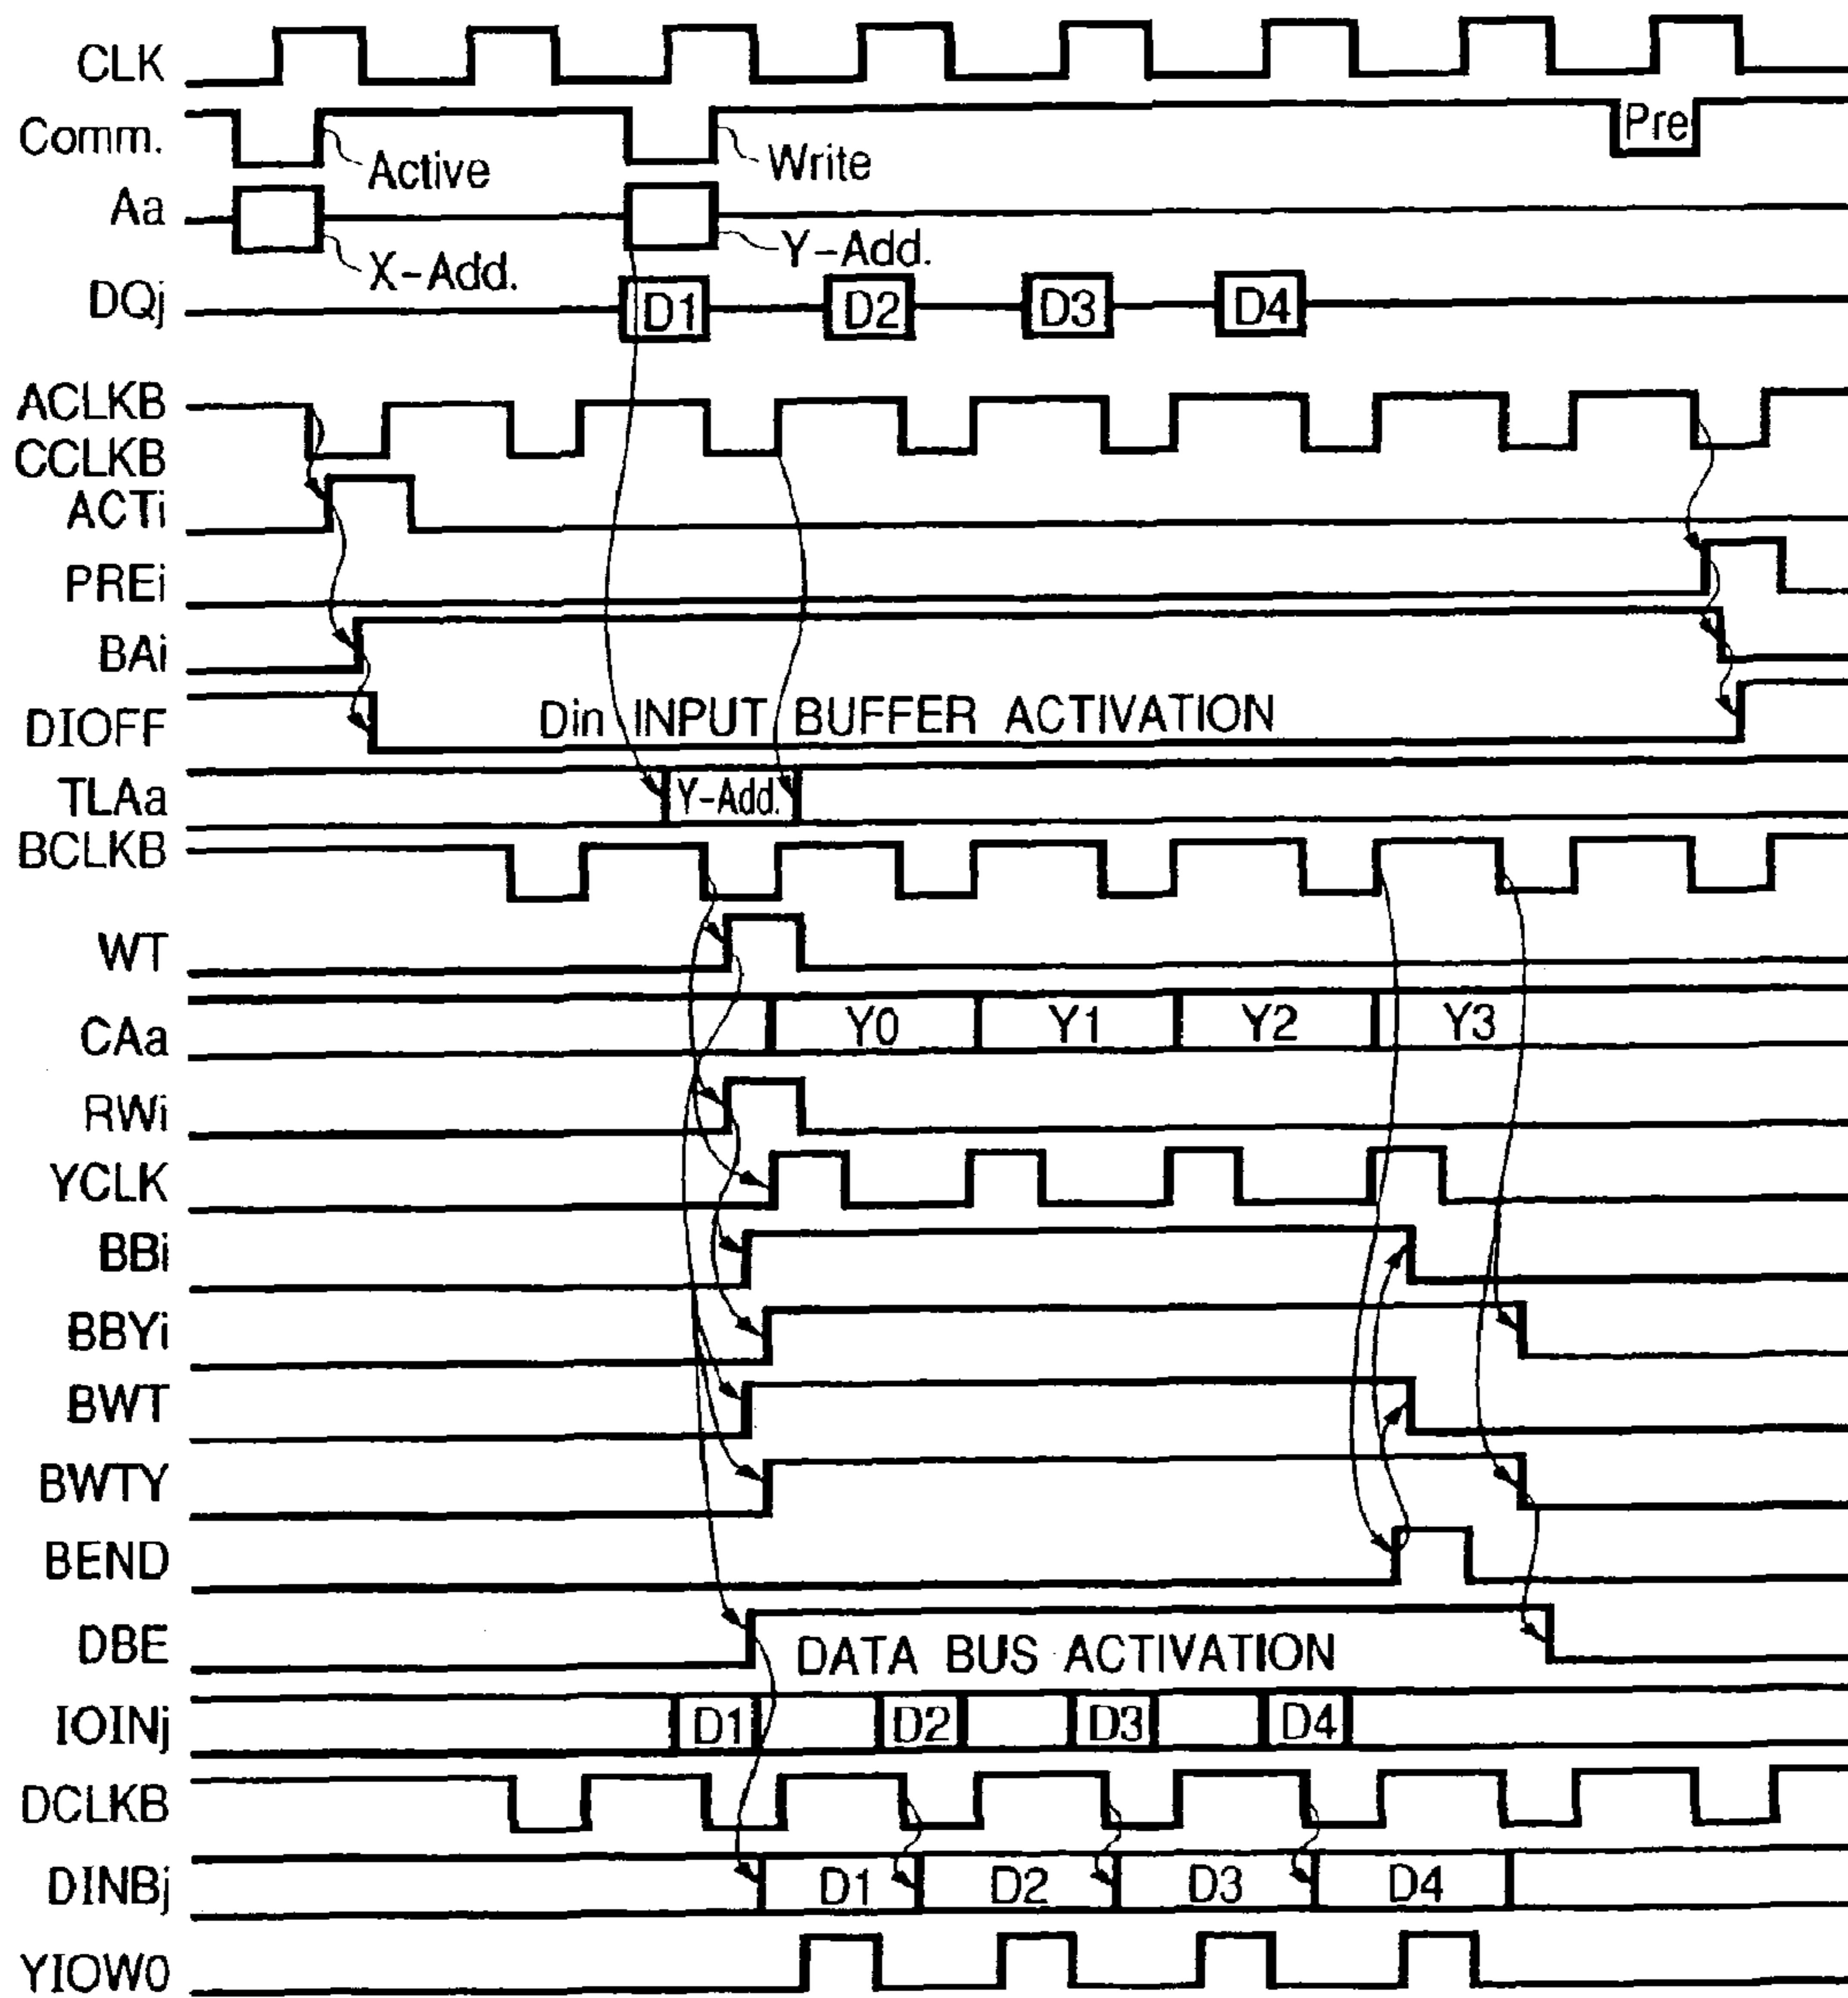 CLK
Comm.
Active
Write
Pre
Aa
X-Add.
Y-Add.
DQj
D1 D2 D3 D4
ACLKB
CCLKB
ACTi
PREi
BAi
DIOFF
Din INPUT BUFFER ACTIVATION
TLAa
Y-Add.
BCLKB
WT
CAa
Y0 Y1 Y2 Y3
RWi
YCLK
BBi
BBYi
BWT
BWTY
BEND
DBE
DATA BUS ACTIVATION
IOINj
D1 D2 D3 D4
DCLKB
DINBj
D1 D2 D3 D4
YIOW0